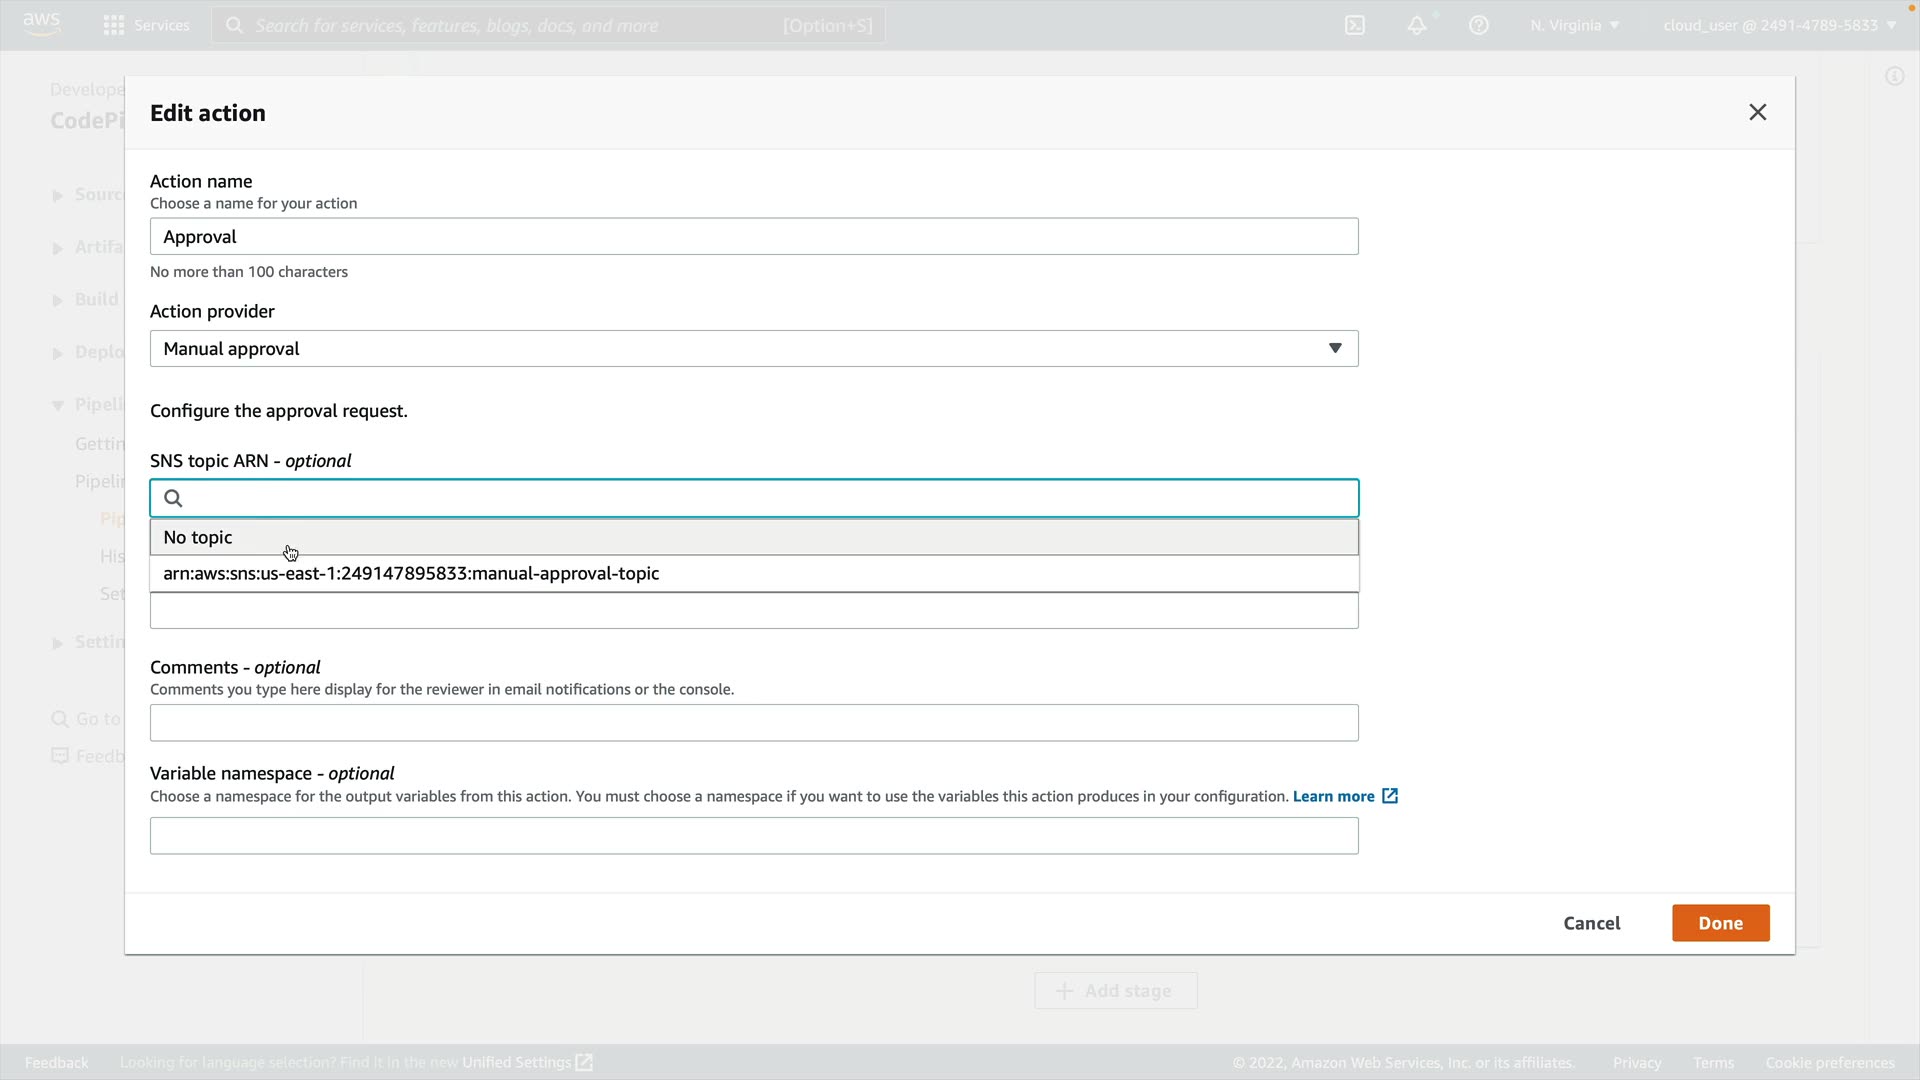 aws
Services
Search for services, features, blogs, docs, and more
[Option+S]
N. Virginia
cloud_user @ 2491-4789-5833
Develope
CodePi
Edit action
Action name
Choose a name for your action
Approval
No more than 100 characters
Action provider
Manual approval
Configure the approval request.
SNS topic ARN - optional
No topic
arn:aws:sns:us-east-1:249147895833:manual-approval-topic
Comments - optional
Comments you type here display for the reviewer in email notifications or the console.
Variable namespace - optional
Choose a namespace for the output variables from this action. You must choose a namespace if you want to use the variables this action produces in your configuration. Learn more
Cancel
Done
Sourc
Artifa
Build
Deplo
Pipeli
Gettin
Pipelin
Pip
His
Set
Settin
Go to
Feedb
+ Add stage
Feedback
Looking for language selection? Find it in the new Unified Settings
© 2022, Amazon Web Services, Inc. or its affiliates.
Privacy
Terms
Cookie preferences